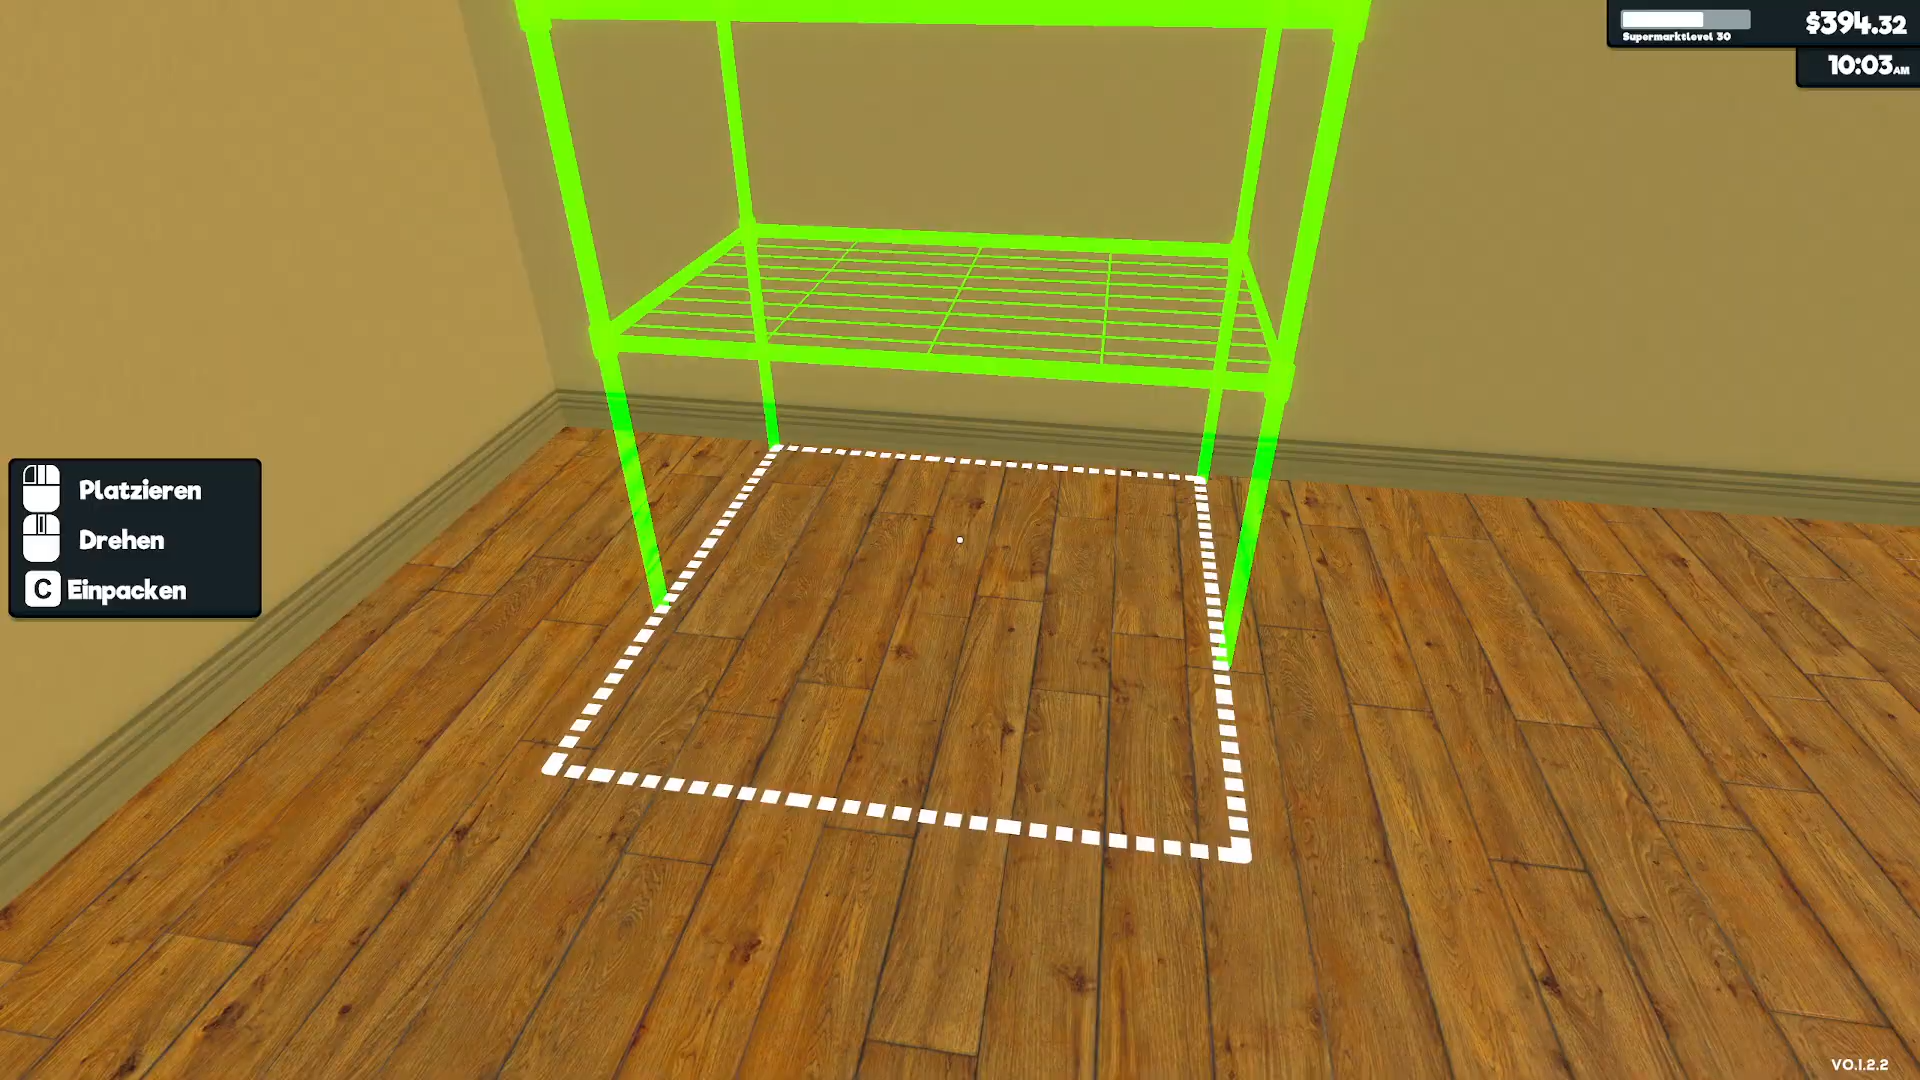 $394.32
Supermarktlevel 30
10:03AM
Platzieren
Drehen
C Einpacken
V0.1.2.2